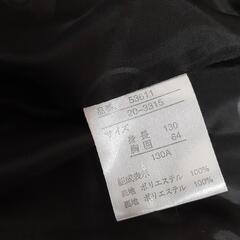 品番. 53611
20-3315
サイズ
身長 130
胸囲 64
130A
組成表示
表地 ポリエステル 100%
裏地 ポリエステル 100%